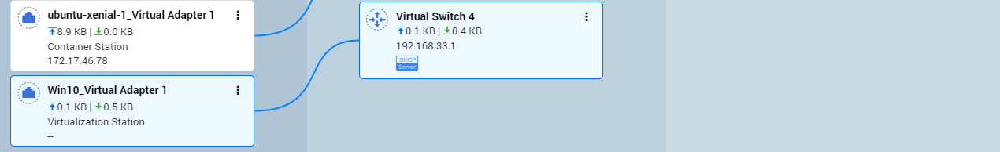 ubuntu-xenial-1_Virtual Adapter 1
8.9 KB | 0.0 KB
Container Station
172.17.46.78
Win10_Virtual Adapter 1
0.1 KB | 0.5 KB
Virtualization Station
--
Virtual Switch 4
0.1 KB | 0.4 KB
192.168.33.1
DHCP
Server